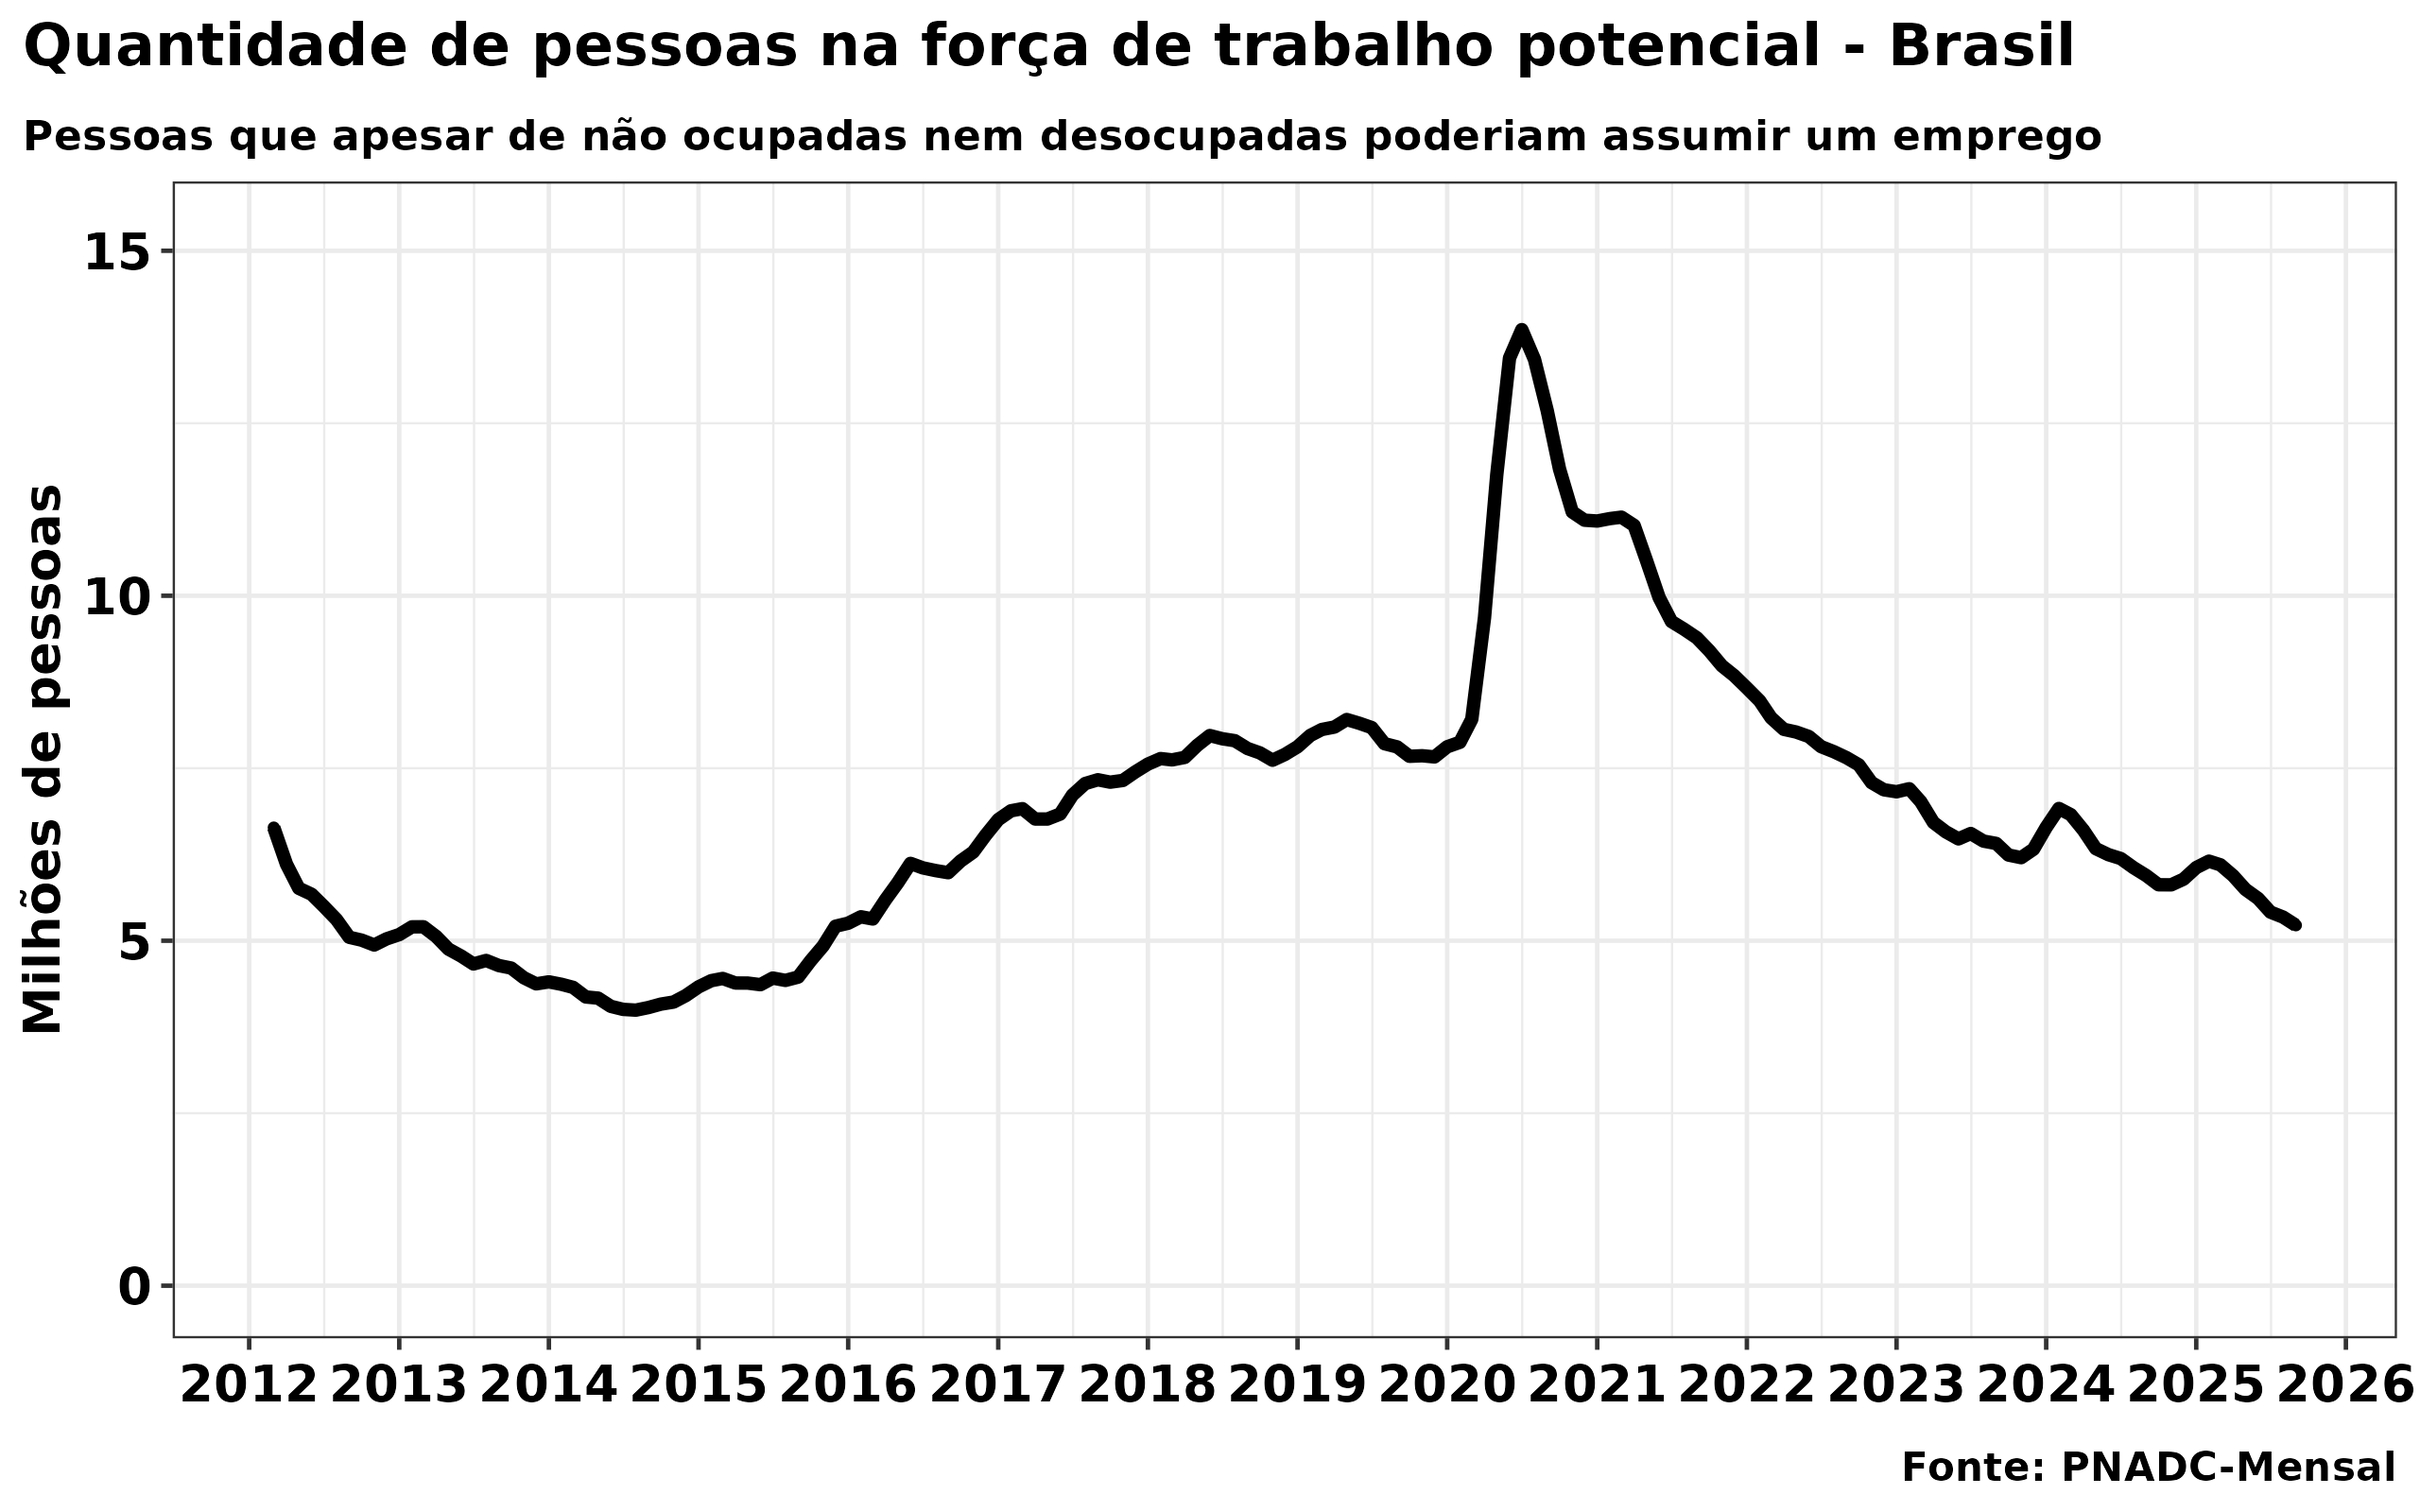 Quantidade de pessoas na força de trabalho potencial - Brasil
Pessoas que apesar de não ocupadas nem desocupadas poderiam assumir um emprego
Milhões de pessoas
15
10
5
0
2012 2013 2014 2015 2016 2017 2018 2019 2020 2021 2022 2023 2024 2025 2026
Fonte: PNADC-Mensal